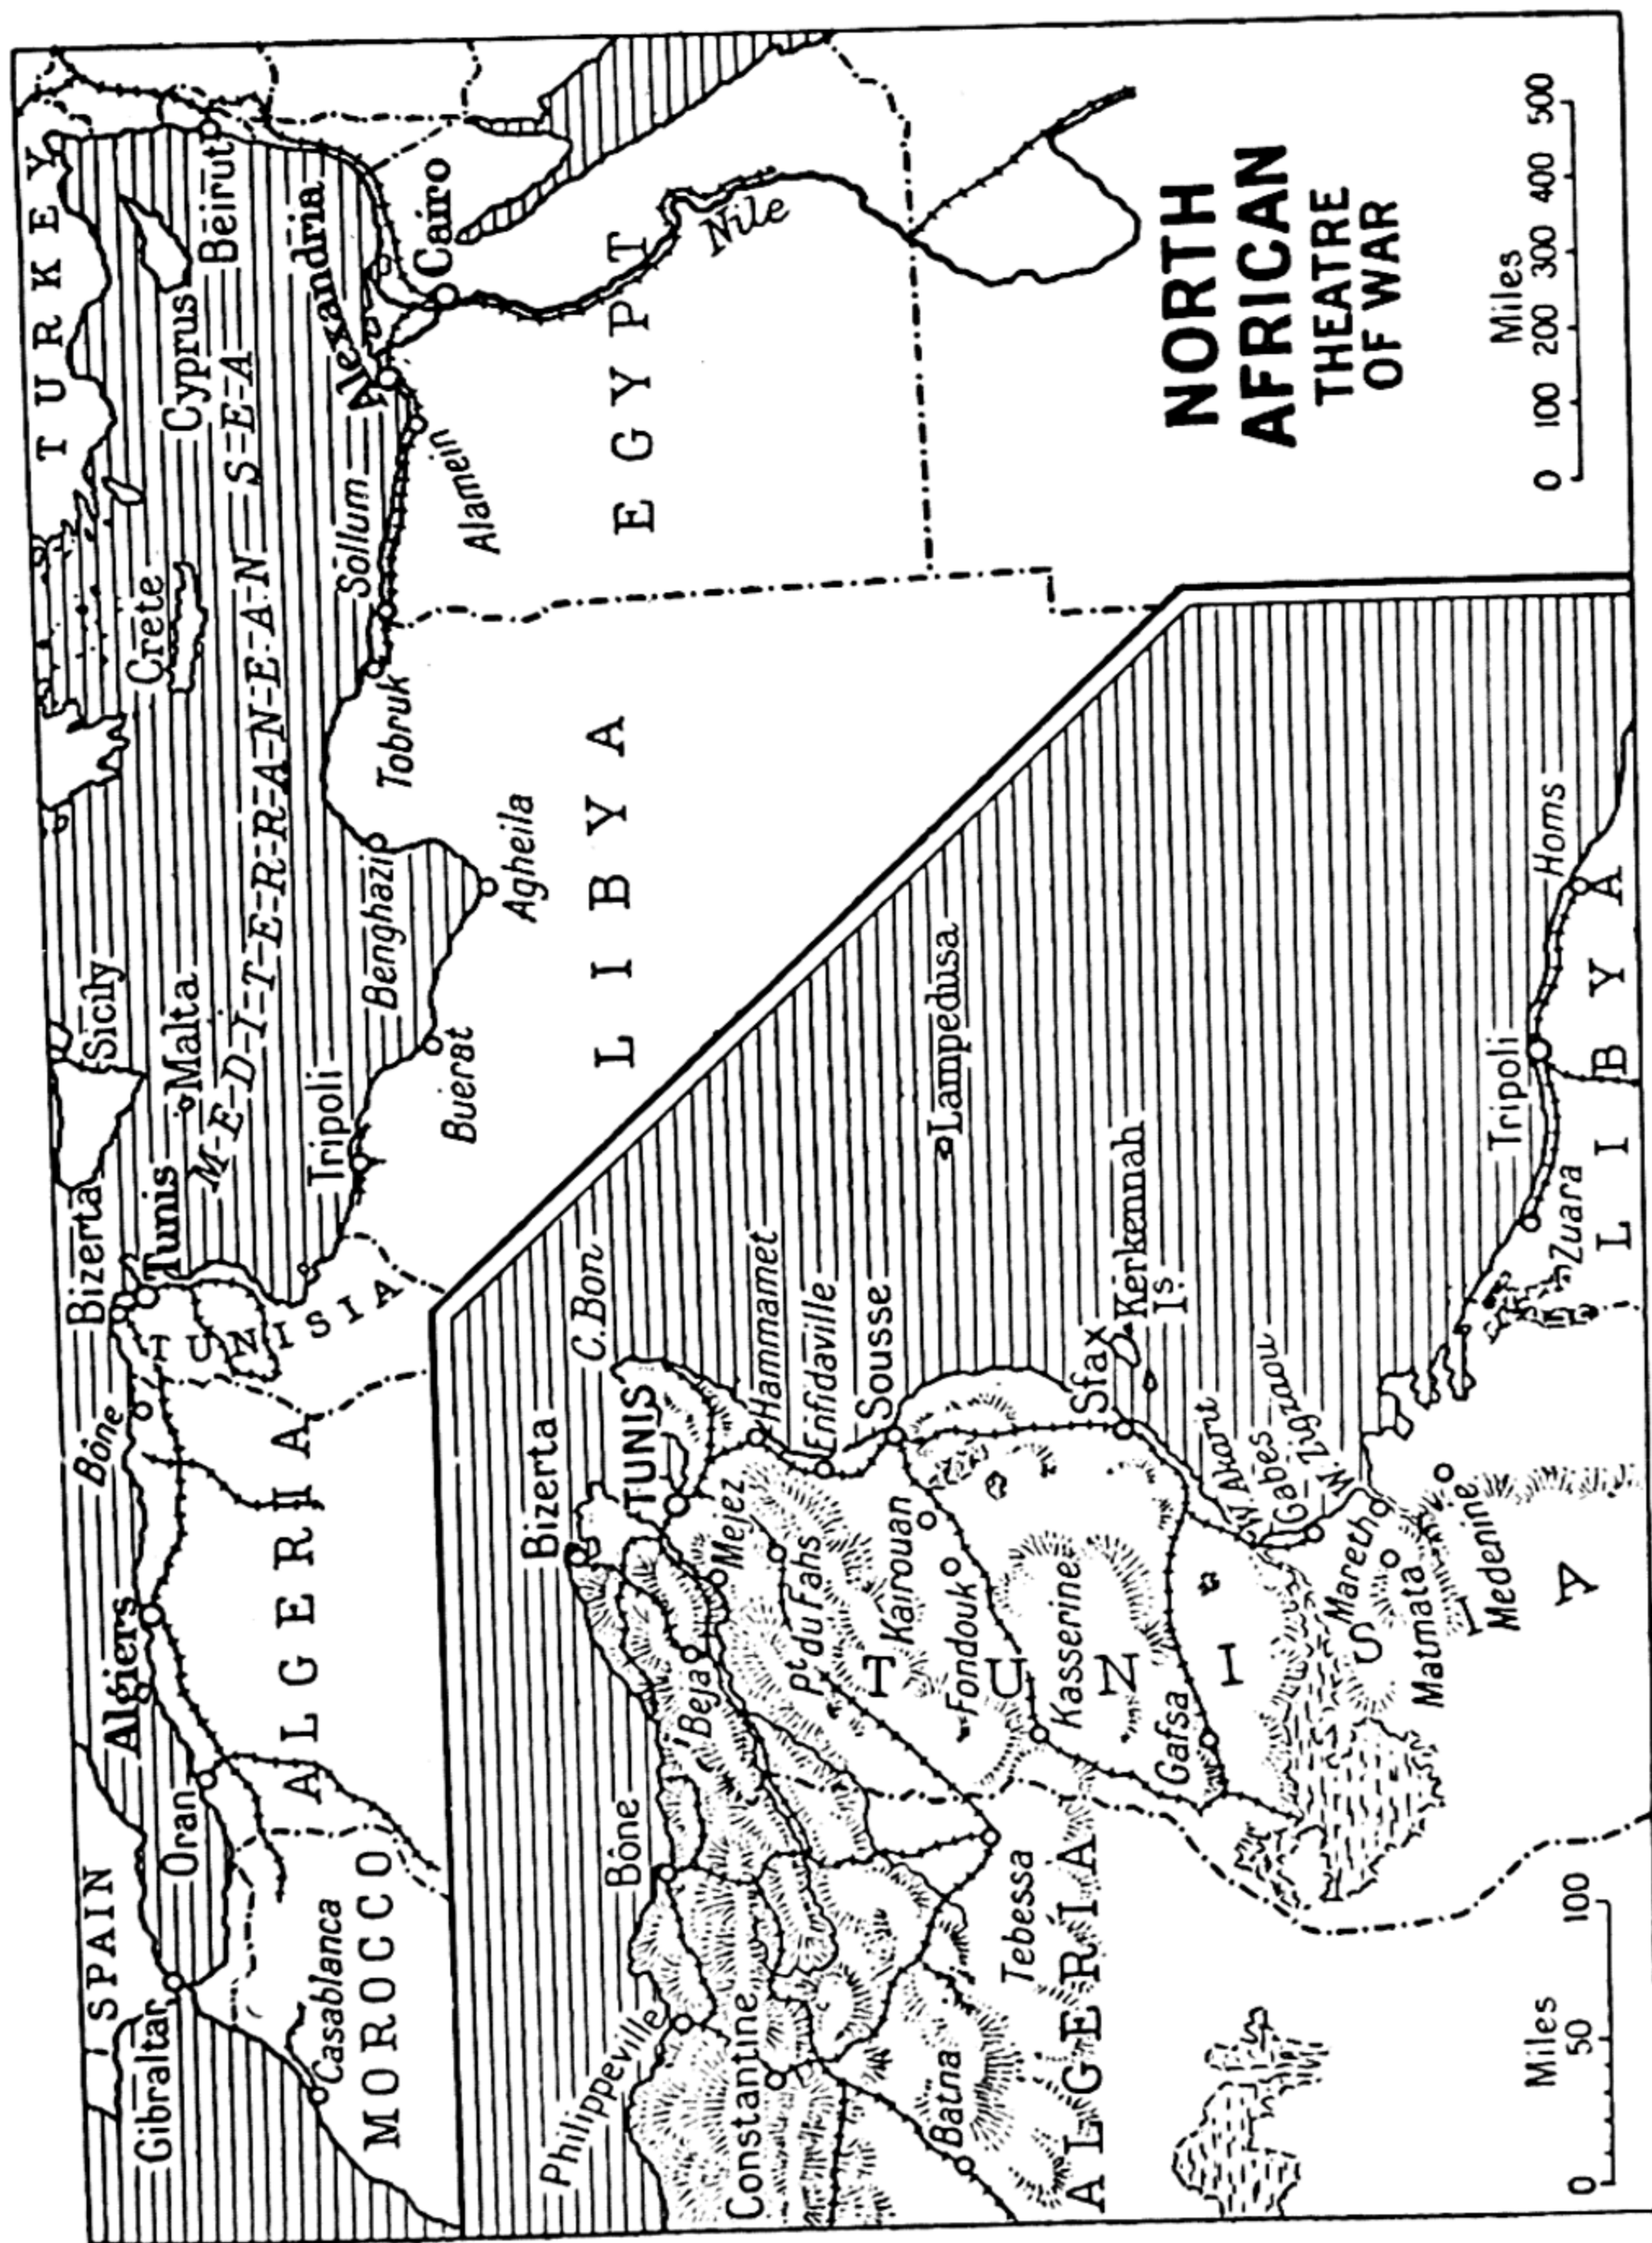 SPAIN
TURKEY
Gibraltar
Oran
Algiers
Bône
Bizerta
Tunis
Sicily
Malta
Crete
Cyprus
Beirut
MEDITERRANEAN SEA
Casablanca
MOROCCO
ALGERIA
TUNISIA
Tripoli
Buerat
Benghazi
Agheila
Tobruk
Sollum
Alamein
Alexandria
Cairo
LIBYA
EGYPT
Nile
NORTH
AFRICAN
THEATRE
OF WAR
Miles
0 100 200 300 400 500
Philippeville
Bône
Bizerta
C. Bon
Constantine
Beja
Mejez
TUNIS
Hammamet
Pt. du Fahs
Enfidaville
Batna
Kairouan
Sousse
Tebessa
Fondouk
Lampedusa
Kasserine
Sfax
Kerkennah
Is
ALGERIA
TUNISIA
Gafsa
W. Akarit
Gabes
W. Zigzaou
Mareth
Matmata
Medenine
Zuara
Tripoli
Homs
LIBYA
Miles
0 50 100